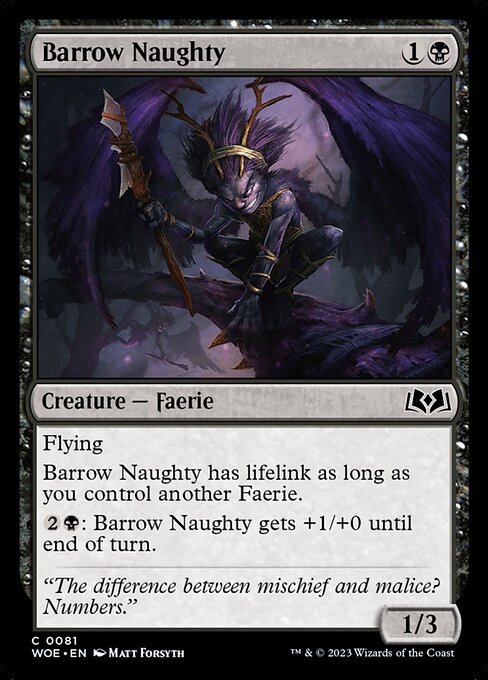 Barrow Naughty 1
Creature — Faerie
Flying
Barrow Naughty has lifelink as long as
you control another Faerie.
2: Barrow Naughty gets +1/+0 until
end of turn.
“The difference between mischief and malice?
Numbers.”
1/3
C 0081
WOE • EN Matt Forsyth
™ & © 2023 Wizards of the Coast